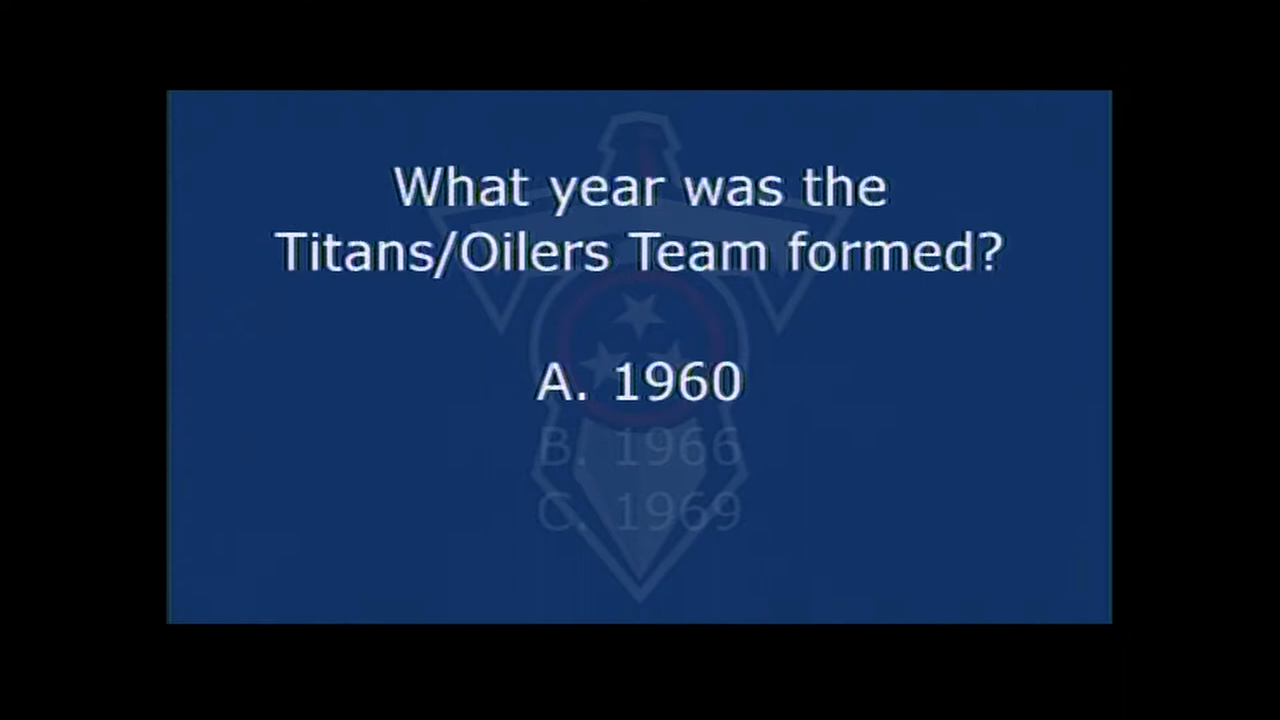 What year was the
Titans/Oilers Team formed?
A. 1960
B. 1966
C. 1969